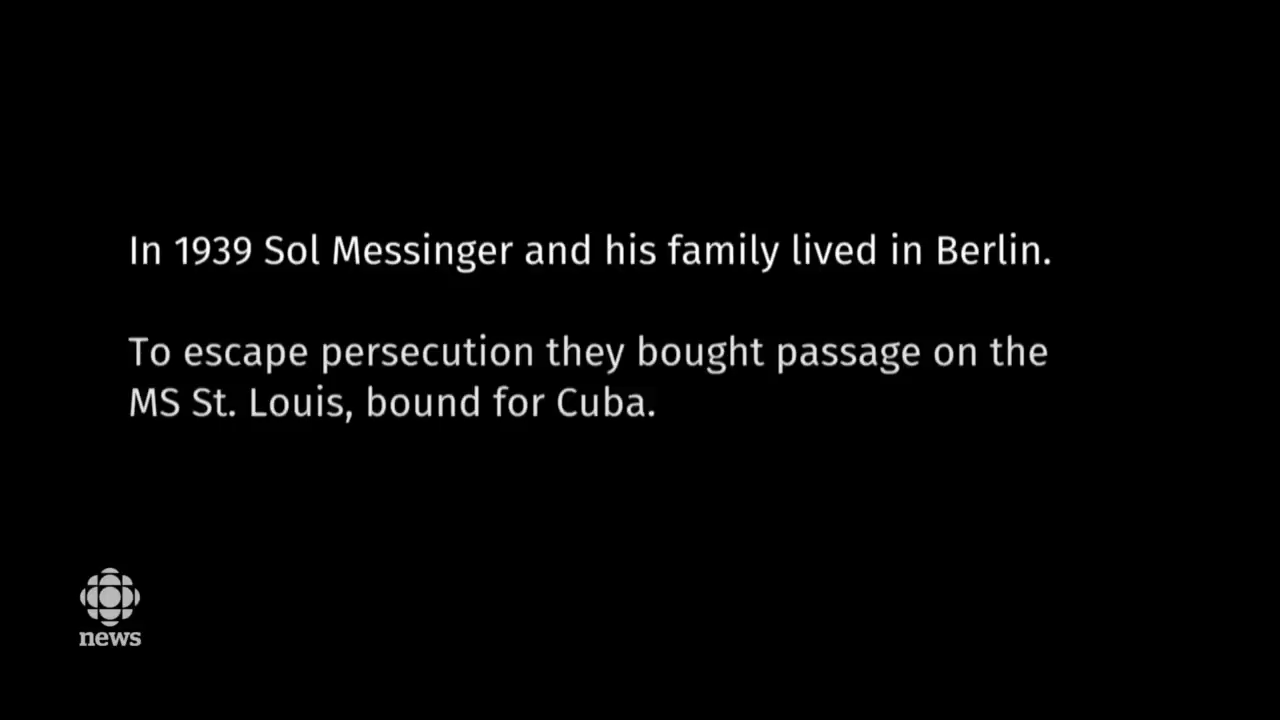 In 1939 Sol Messinger and his family lived in Berlin.
To escape persecution they bought passage on the
MS St. Louis, bound for Cuba.
news